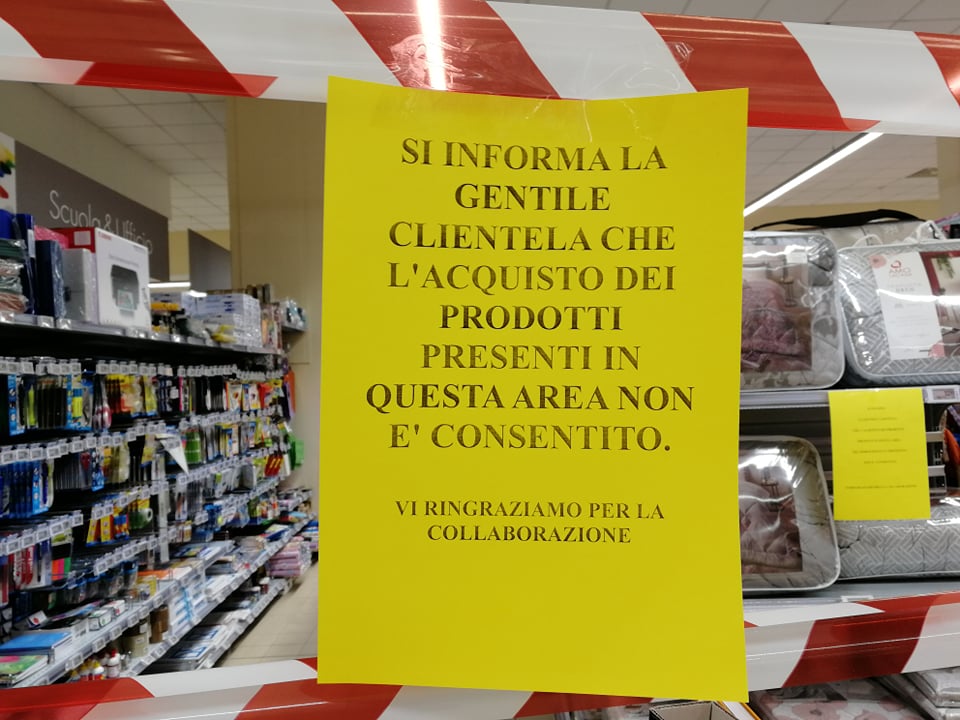 Scuola & Ufficio
SI INFORMA LA
GENTILE
CLIENTELA CHE
L'ACQUISTO DEI
PRODOTTI
PRESENTI IN
QUESTA AREA NON
E' CONSENTITO.
VI RINGRAZIAMO PER LA
COLLABORAZIONE